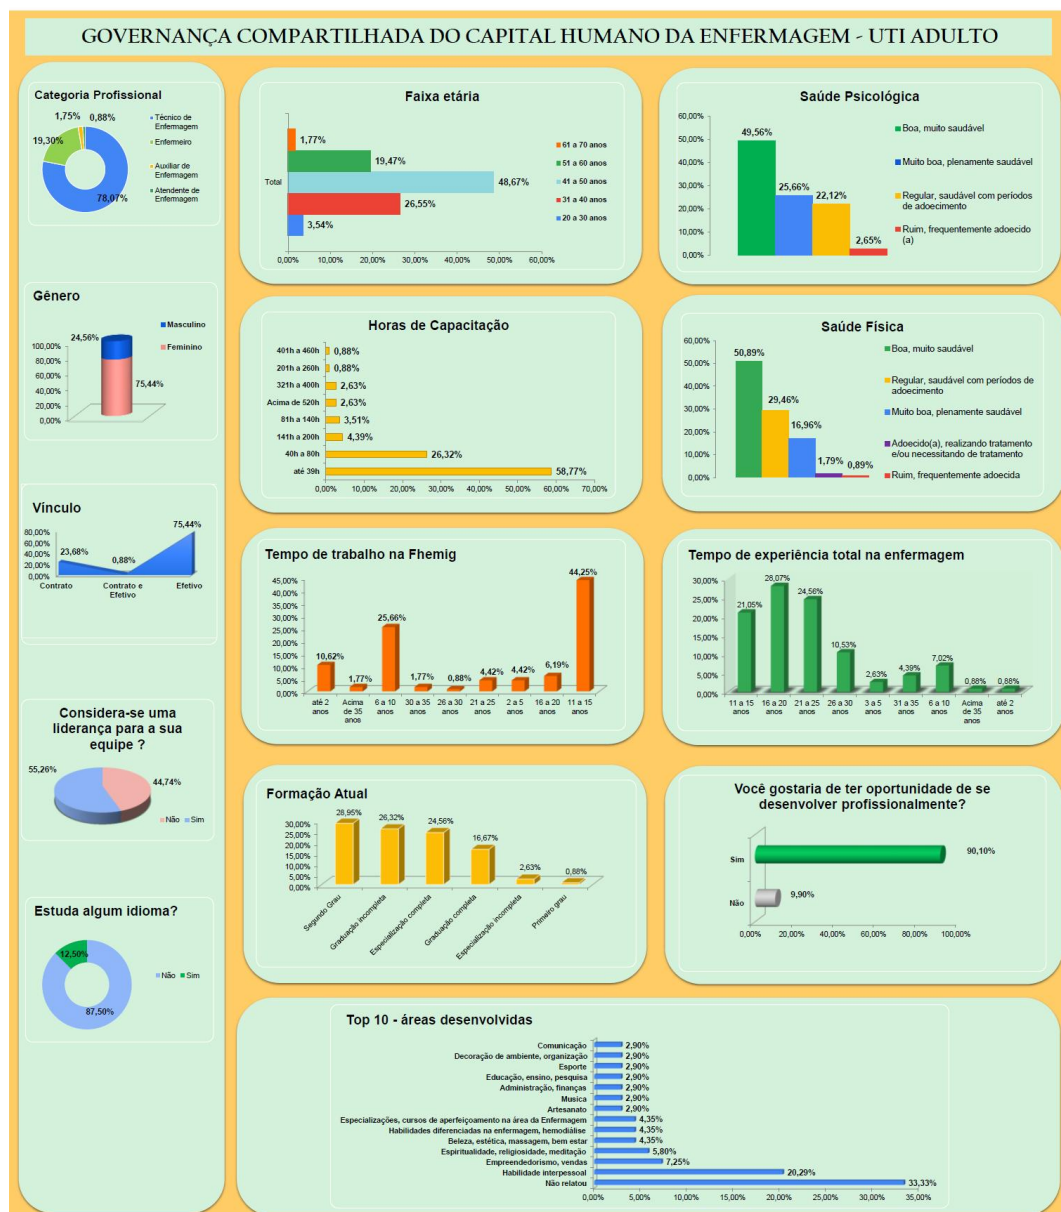 GOVERNANÇA COMPARTILHADA DO CAPITAL HUMANO DA ENFERMAGEM - UTI ADULTO
Categoria Profissional
1,75%
0,88%
19,30%
78,07%
Técnico de
Enfermagem
Enfermeiro
Auxiliar de
Enfermagem
Atendente de
Enfermagem
Gênero
24,56%
Masculino
Feminino
100,00%
80,00%
60,00%
40,00%
20,00%
0,00%
75,44%
Vínculo
75,44%
80,00%
60,00%
40,00%
20,00%
0,00%
23,68%
0,88%
Contrato
Contrato e
Efetivo
Efetivo
Considera-se uma
liderança para a sua
equipe ?
55,26%
44,74%
Não
Sim
Estuda algum idioma?
12,50%
87,50%
Não
Sim
Faixa etária
1,77%
19,47%
Total
48,67%
26,55%
3,54%
0,00% 10,00% 20,00% 30,00% 40,00% 50,00% 60,00%
61 a 70 anos
51 a 60 anos
41 a 50 anos
31 a 40 anos
20 a 30 anos
Saúde Psicológica
60,00%
50,00%
40,00%
30,00%
20,00%
10,00%
0,00%
49,56%
25,66%
22,12%
2,65%
Boa, muito saudável
Muito boa, plenamente saudável
Regular, saudável com períodos
de adoecimento
Ruim, frequentemente adoecido
(a)
Horas de Capacitação
401h a 460h 0,88%
201h a 260h 0,88%
321h a 400h 2,63%
Acima de 520h 2,63%
81h a 140h 3,51%
141h a 200h 4,39%
40h a 80h 26,32%
até 39h 58,77%
0,00% 10,00% 20,00% 30,00% 40,00% 50,00% 60,00% 70,00%
Saúde Física
60,00%
50,00%
40,00%
30,00%
20,00%
10,00%
0,00%
50,89%
29,46%
16,96%
1,79%
0,89%
Boa, muito saudável
Regular, saudável com períodos de
adoecimento
Muito boa, plenamente saudável
Adoecido(a), realizando tratamento
e/ou necessitando de tratamento
Ruim, frequentemente adoecida
Tempo de trabalho na Fhemig
45,00%
40,00%
35,00%
30,00%
25,00%
20,00%
15,00%
10,00%
5,00%
0,00%
10,62%
1,77%
25,66%
1,77%
0,88%
4,42%
4,42%
6,19%
44,25%
até 2
anos
Acima
de 35
anos
6 a 10
anos
30 a 35
anos
26 a 30
anos
21 a 25
anos
2 a 5
anos
16 a 20
anos
11 a 15
anos
Tempo de experiência total na enfermagem
30,00%
25,00%
20,00%
15,00%
10,00%
5,00%
0,00%
21,05%
28,07%
24,56%
10,53%
2,63%
4,39%
7,02%
0,88%
0,88%
11 a 15
anos
16 a 20
anos
21 a 25
anos
26 a 30
anos
3 a 5
anos
31 a 35
anos
6 a 10
anos
Acima
de 35
anos
até 2
anos
Formação Atual
30,00%
25,00%
20,00%
15,00%
10,00%
5,00%
0,00%
28,95%
26,32%
24,56%
16,67%
2,63%
0,88%
Segundo Grau
Graduação incompleta
Especialização completa
Graduação completa
Especialização incompleta
Primeiro grau
Você gostaria de ter oportunidade de se
desenvolver profissionalmente?
Sim 90,10%
Não 9,90%
0,00% 20,00% 40,00% 60,00% 80,00% 100,00%
Top 10 - áreas desenvolvidas
Comunicação 2,90%
Decoração de ambiente, organização 2,90%
Esporte 2,90%
Educação, ensino, pesquisa 2,90%
Administração, finanças 2,90%
Musica 2,90%
Artesanato 2,90%
Especializações, cursos de aperfeiçoamento na área da Enfermagem 4,35%
Habilidades diferenciadas na enfermagem, hemodiálise 4,35%
Beleza, estética, massagem, bem estar 4,35%
Espiritualidade, religiosidade, meditação 5,80%
Empreendedorismo, vendas 7,25%
Habilidade interpessoal 20,29%
Não relatou 33,33%
0,00% 5,00% 10,00% 15,00% 20,00% 25,00% 30,00% 35,00%